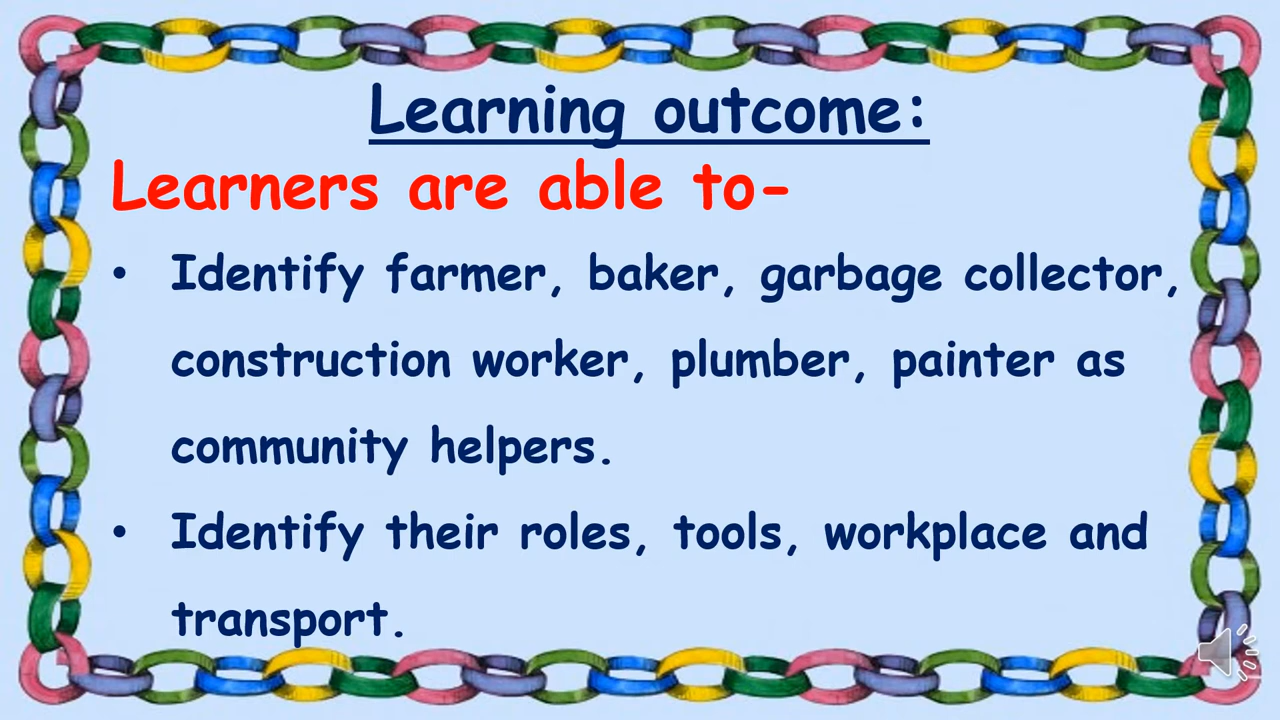 Learning outcome:
Learners are able to-
• Identify farmer, baker, garbage collector,
construction worker, plumber, painter as
community helpers.
• Identify their roles, tools, workplace and
transport.